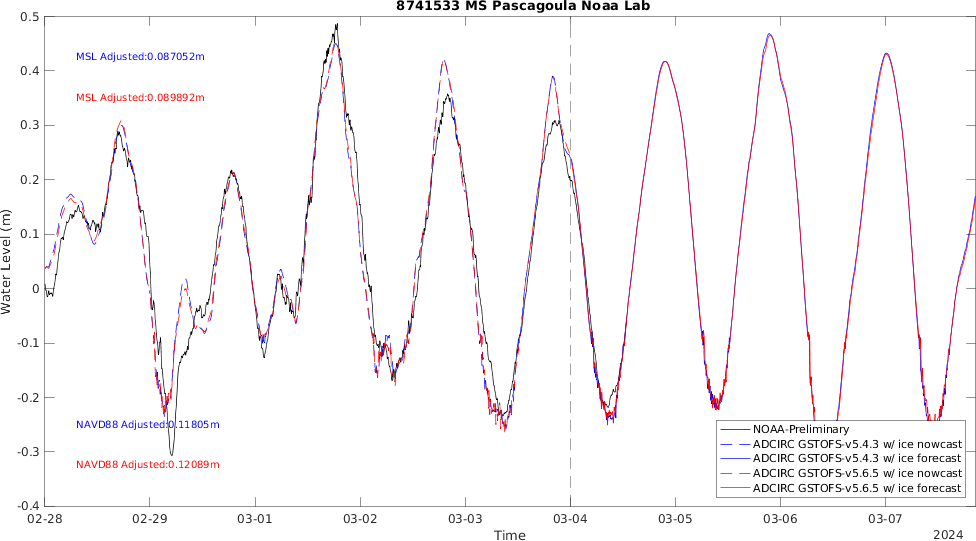 8741533 MS Pascagoula Noaa Lab
0.5
MSL Adjusted:0.087052m
0.4
MSL Adjusted:0.089892m
0.3
0.2
0.1
Water Level (m)
0
-0.1
-0.2
NAVD88 Adjusted:0.11805m
NOAA-Preliminary
ADCIRC GSTOFS-v5.4.3 w/ ice nowcast
-0.3
ADCIRC GSTOFS-v5.4.3 w/ ice forecast
NAVD88 Adjusted:0.12089m
ADCIRC GSTOFS-v5.6.5 w/ ice nowcast
ADCIRC GSTOFS-v5.6.5 w/ ice forecast
-0.4
02-28 02-29 03-01 03-02 03-03 03-04 03-05 03-06 03-07
Time
2024